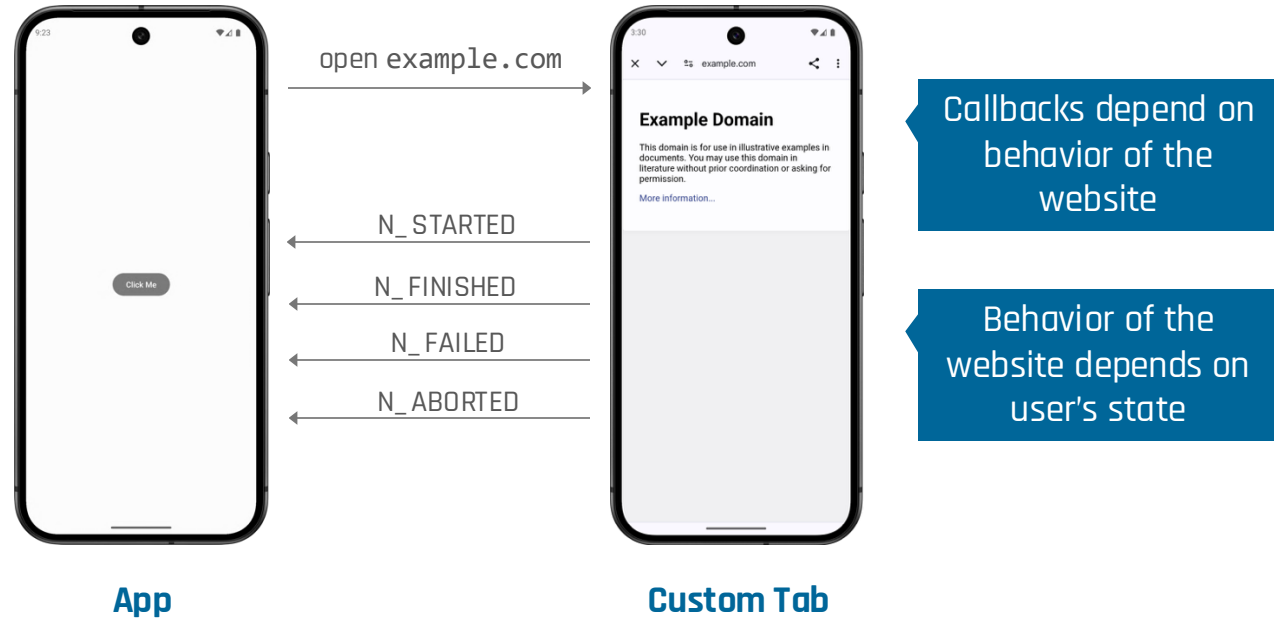 9:23
Click Me
App
open example.com
N_STARTED
N_FINISHED
N_FAILED
N_ABORTED
3:30
example.com
Example Domain
This domain is for use in illustrative examples in
documents. You may use this domain in
literature without prior coordination or asking for
permission.
More information...
Custom Tab
Callbacks depend on
behavior of the
website
Behavior of the
website depends on
user's state